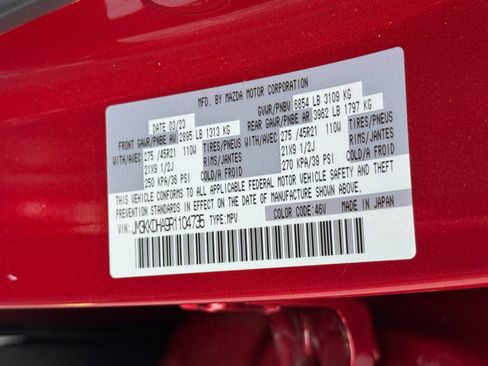 MFD. BY MAZDA MOTOR CORPORATION
DATE 03/23 GVWR/PNBV 6854 LB 3109 KG
FRONT GAWR/PNBE AV 2895 LB 1313 KG REAR GAWR/PNBE AR 3962 LB 1797 KG
WITH/AVEC 275 /45R21 110W TIRES/PNEUS WITH/AVEC 275 /45R21 110W TIRES/PNEUS
21X9 1/2J RIMS/JANTES 21X9 1/2J RIMS/JANTES
250 KPA/36 PSI COLD/A FROID 270 KPA/39 PSI COLD/A FROID
THIS VEHICLE CONFORMS TO ALL APPLICABLE FEDERAL MOTOR VEHICLE SAFETY AND THEFT
PREVENTION STANDARDS IN EFFECT ON THE DATE OF MANUFACTURE SHOWN ABOVE.
VIN: JM3KKCHA9R1104735 TYPE:MPV COLOR CODE:46V MADE IN JAPAN